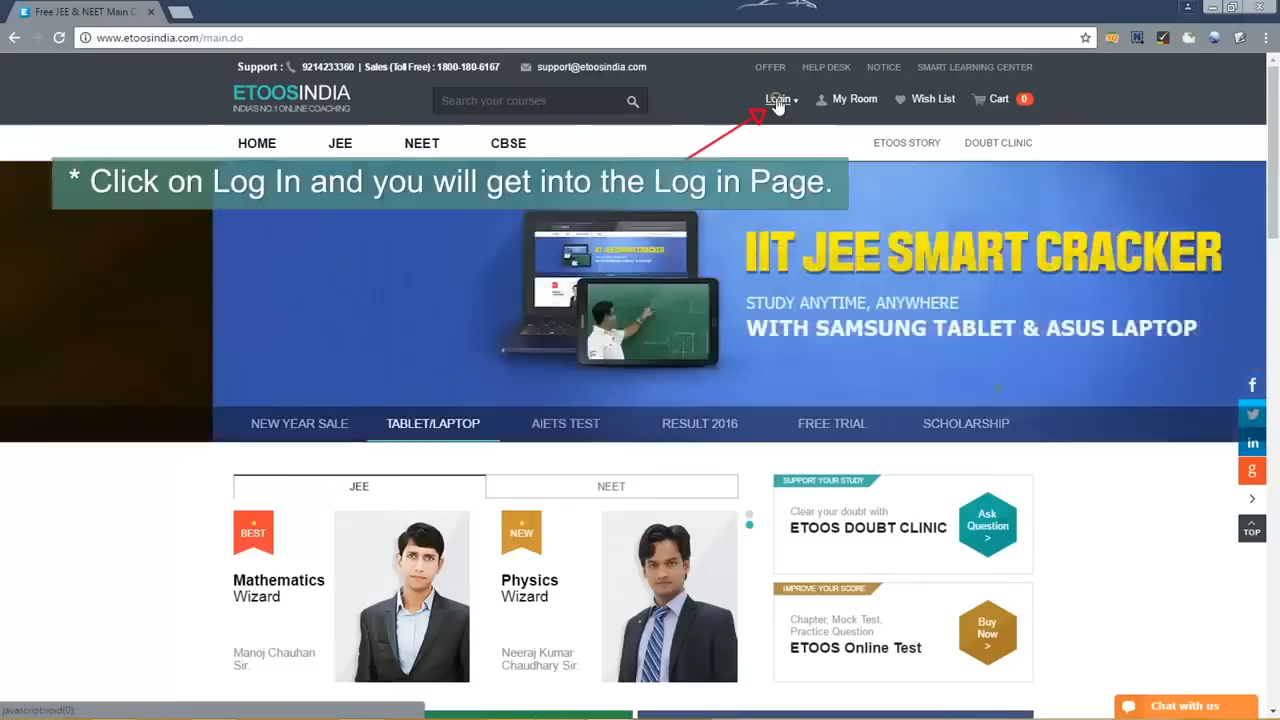 Free JEE & NEET Main C
www.etoosindia.com/main.do
Support : 9214233360 | Sales (Toll Free) : 1800-180-6167 support@etoosindia.com
OFFER HELP DESK NOTICE SMART LEARNING CENTER
ETOOSINDIA
INDIA'S NO.1 ONLINE COACHING
Search your courses
Login My Room Wish List Cart 0
HOME JEE NEET CBSE
ETOOS STORY DOUBT CLINIC
* Click on Log In and you will get into the Log in Page.
IIT JEE SMART CRACKER
STUDY ANYTIME, ANYWHERE
WITH SAMSUNG TABLET & ASUS LAPTOP
NEW YEAR SALE TABLET/LAPTOP AIETS TEST RESULT 2016 FREE TRIAL SCHOLARSHIP
JEE NEET
BEST
Mathematics
Wizard
Manoj Chauhan
Sir.
NEW
Physics
Wizard
Neeraj Kumar
Chaudhary Sir.
SUPPORT YOUR STUDY
Clear your doubt with
ETOOS DOUBT CLINIC
Ask
Question
>
IMPROVE YOUR SCORE
Chapter, Mock Test,
Practice Question
ETOOS Online Test
Buy
Now
>
TOP
javascript:void(0);
Chat with us